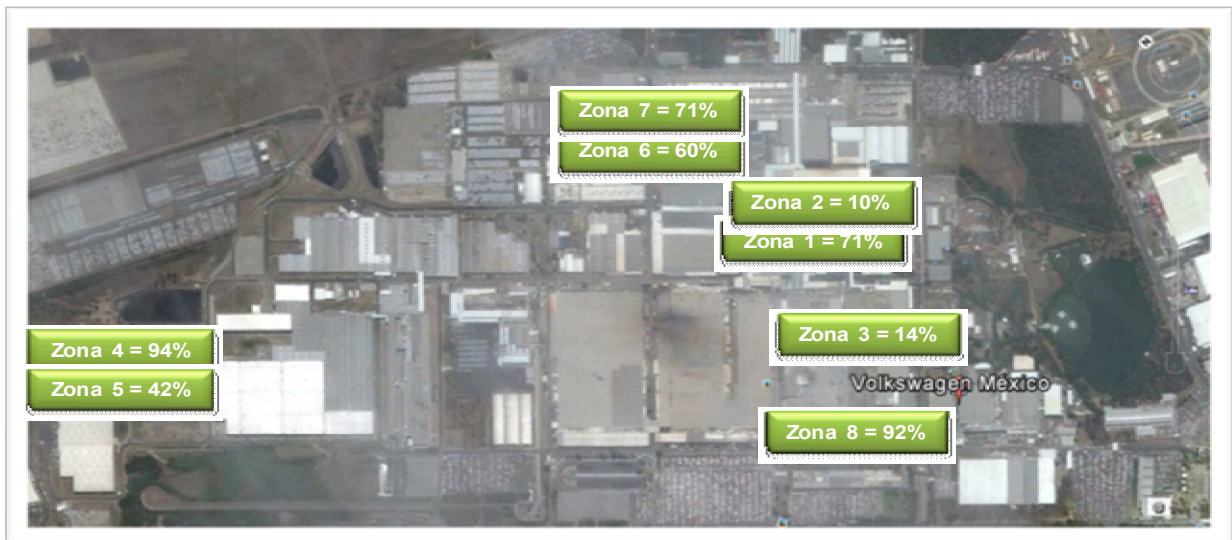 Zona 7 = 71%
Zona 6 = 60%
Zona 2 = 10%
Zona 1 = 71%
Zona 3 = 14%
Zona 4 = 94%
Zona 5 = 42%
Volkswagen México
Zona 8 = 92%